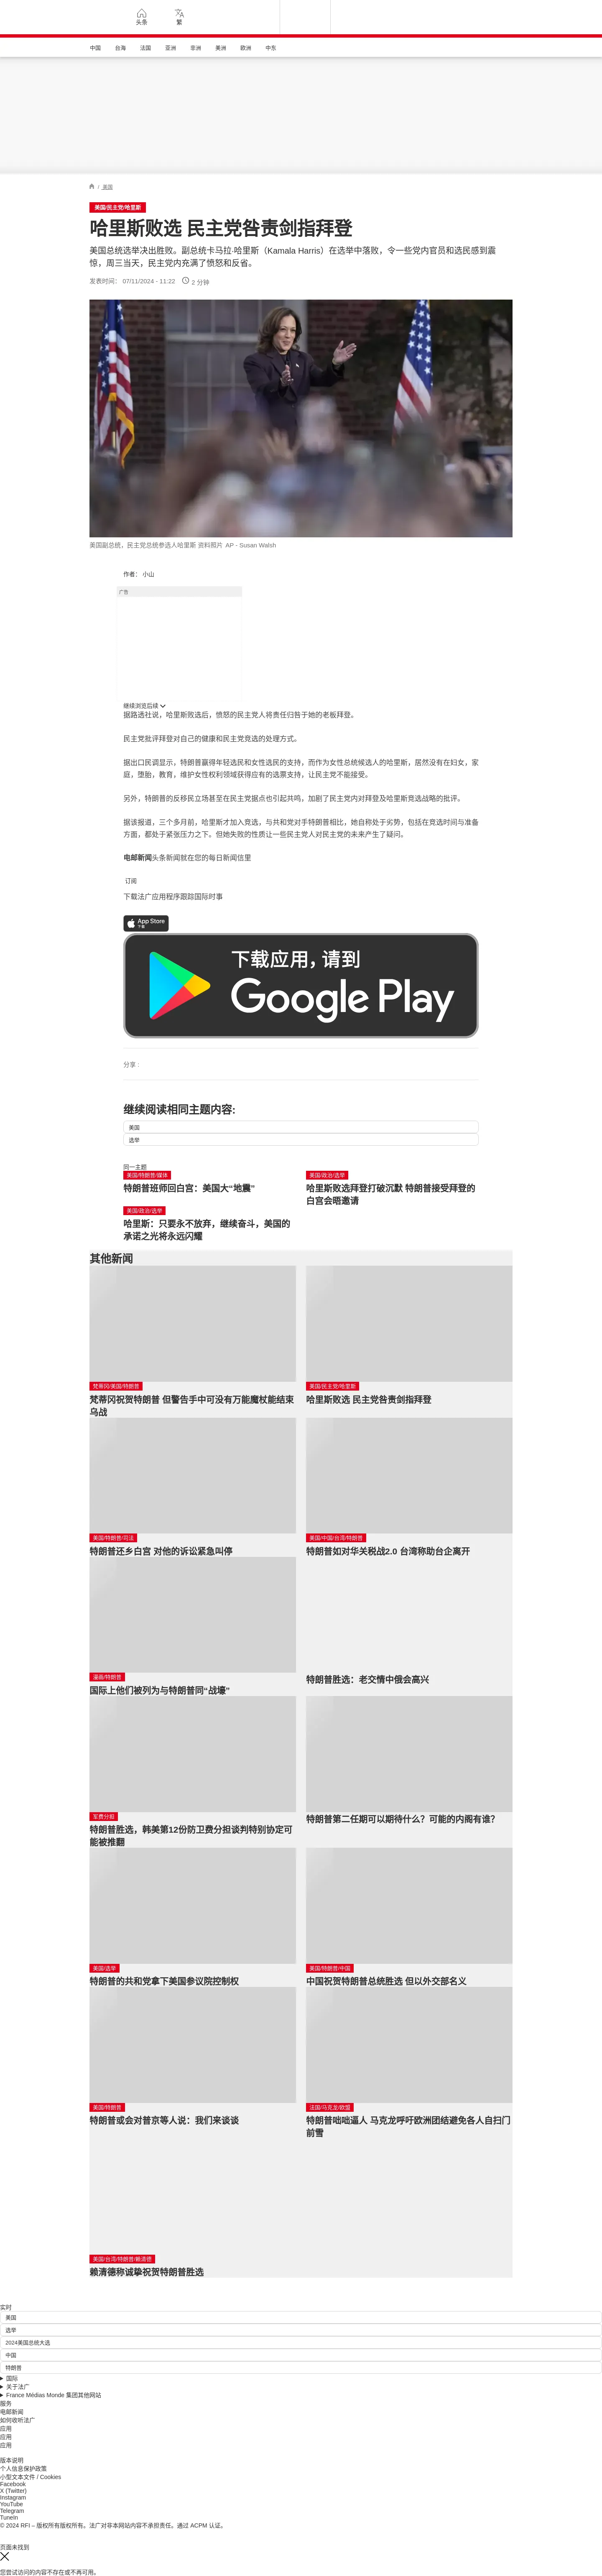 头条
繁
中国
台海
法国
亚洲
非洲
美洲
欧洲
中东
/ 美国
美国/民主党/哈里斯
哈里斯败选 民主党咎责剑指拜登
美国总统选举决出胜败。副总统卡马拉·哈里斯（Kamala Harris）在选举中落败，令一些党内官员和选民感到震
惊，周三当天，民主党内充满了愤怒和反省。
发表时间： 07/11/2024 - 11:22
2 分钟
美国副总统，民主党总统参选人哈里斯 资料照片 AP - Susan Walsh
作者： 小山
广告
继续浏览后续
据路透社说，哈里斯败选后，愤怒的民主党人将责任归咎于她的老板拜登。
民主党批评拜登对自己的健康和民主党竞选的处理方式。
据出口民调显示，特朗普赢得年轻选民和女性选民的支持，而作为女性总统候选人的哈里斯，居然没有在妇女，家
庭，堕胎，教育，维护女性权利领域获得应有的选票支持，让民主党不能接受。
另外，特朗普的反移民立场甚至在民主党据点也引起共鸣，加剧了民主党内对拜登及哈里斯竞选战略的批评。
据该报道，三个多月前，哈里斯才加入竞选。与共和党对手特朗普相比，她自称处于劣势，包括在竞选时间与准备
方面，都处于紧张压力之下。但她失败的性质让一些民主党人对民主党的未来产生了疑问。
电邮新闻头条新闻就在您的每日新闻信里
订阅
下载法广应用程序跟踪国际时事
App Store
下载
下载应用，请到
Google Play
分享 :
继续阅读相同主题内容:
美国
选举
同一主题
美国/特朗普/媒体
特朗普班师回白宫：美国大“地震”
美国/政治/选举
哈里斯败选拜登打破沉默 特朗普接受拜登的
白宫会晤邀请
美国/政治/选举
哈里斯：只要永不放弃，继续奋斗，美国的
承诺之光将永远闪耀
其他新闻
梵蒂冈/美国/特朗普
梵蒂冈祝贺特朗普 但警告手中可没有万能魔杖能结束
乌战
美国/民主党/哈里斯
哈里斯败选 民主党咎责剑指拜登
美国/特朗普/司法
特朗普还乡白宫 对他的诉讼紧急叫停
美国/中国/台湾/特朗普
特朗普如对华关税战2.0 台湾称助台企离开
漫画/特朗普
国际上他们被列为与特朗普同“战壕”
特朗普胜选：老交情中俄会高兴
军费分担
特朗普胜选，韩美第12份防卫费分担谈判特别协定可
能被推翻
特朗普第二任期可以期待什么？可能的内阁有谁？
美国/选举
特朗普的共和党拿下美国参议院控制权
美国/特朗普/中国
中国祝贺特朗普总统胜选 但以外交部名义
美国/特朗普
特朗普或会对普京等人说：我们来谈谈
法国/马克龙/欧盟
特朗普咄咄逼人 马克龙呼吁欧洲团结避免各人自扫门
前雪
美国/台湾/特朗普/赖清德
赖清德称诚挚祝贺特朗普胜选
实时
美国
选举
2024美国总统大选
中国
特朗普
国际
关于法广
France Médias Monde 集团其他网站
服务
电邮新闻
如何收听法广
应用
应用
应用
版本说明
个人信息保护政策
小型文本文件 / Cookies
Facebook
X (Twitter)
Instagram
YouTube
Telegram
TuneIn
© 2024 RFI – 版权所有版权所有。法广对非本网站内容不承担责任。通过 ACPM 认证。
页面未找到
您尝试访问的内容不存在或不再可用。